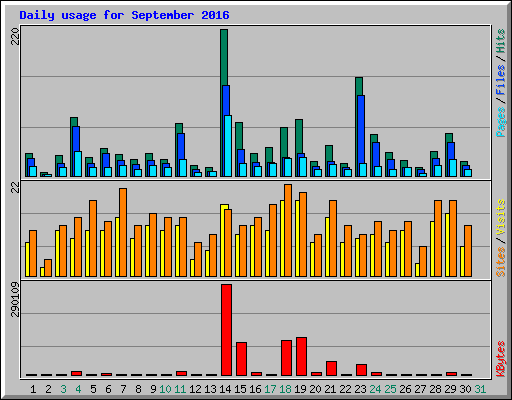 Daily usage for September 2016
220
Pages / Files / Hits
22
Sites / Visits
290109
KBytes
1 2 3 4 5 6 7 8 9 10 11 12 13 14 15 16 17 18 19 20 21 22 23 24 25 26 27 28 29 30 31